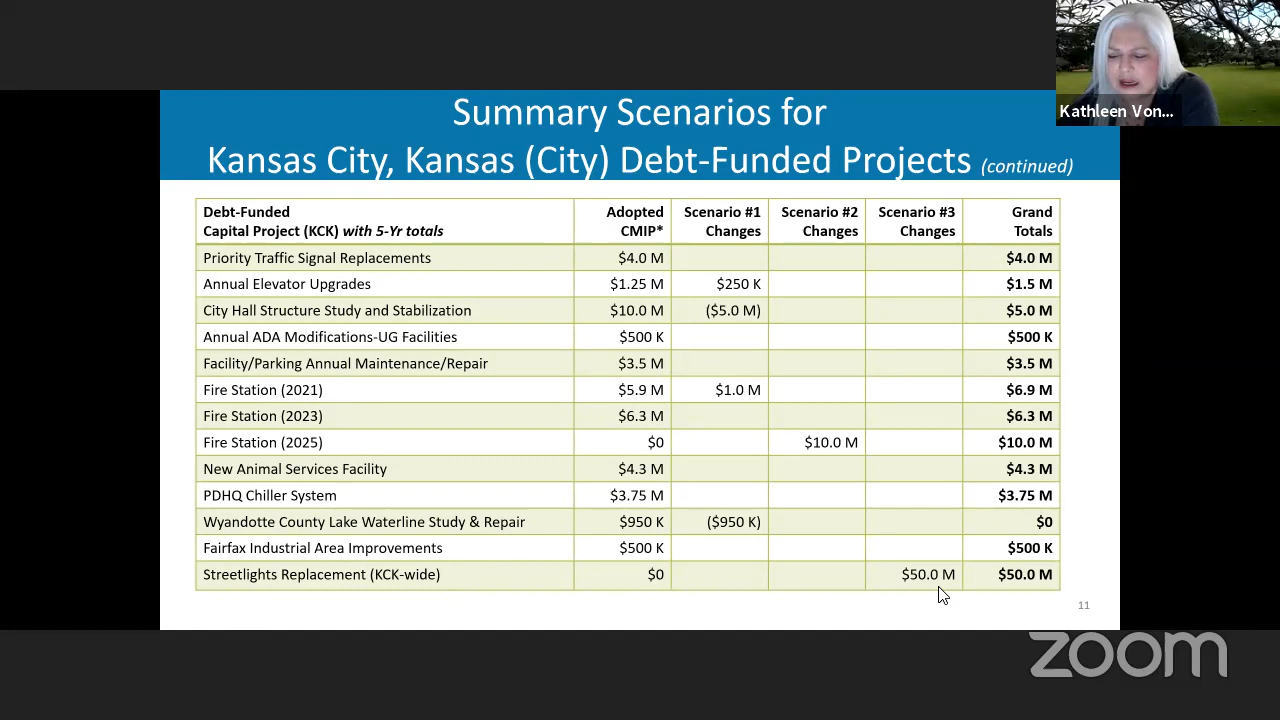 Kathleen Von...
Summary Scenarios for
Kansas City, Kansas (City) Debt-Funded Projects (continued)
Debt-Funded Adopted Scenario #1 Scenario #2 Scenario #3 Grand
Capital Project (KCK) with 5-Yr totals CMIP* Changes Changes Changes Totals
Priority Traffic Signal Replacements $4.0 M $4.0 M
Annual Elevator Upgrades $1.25 M $250 K $1.5 M
City Hall Structure Study and Stabilization $10.0 M ($5.0 M) $5.0 M
Annual ADA Modifications-UG Facilities $500 K $500 K
Facility/Parking Annual Maintenance/Repair $3.5 M $3.5 M
Fire Station (2021) $5.9 M $1.0 M $6.9 M
Fire Station (2023) $6.3 M $6.3 M
Fire Station (2025) $0 $10.0 M $10.0 M
New Animal Services Facility $4.3 M $4.3 M
PDHQ Chiller System $3.75 M $3.75 M
Wyandotte County Lake Waterline Study & Repair $950 K ($950 K) $0
Fairfax Industrial Area Improvements $500 K $500 K
Streetlights Replacement (KCK-wide) $0 $50.0 M $50.0 M
11
zoom